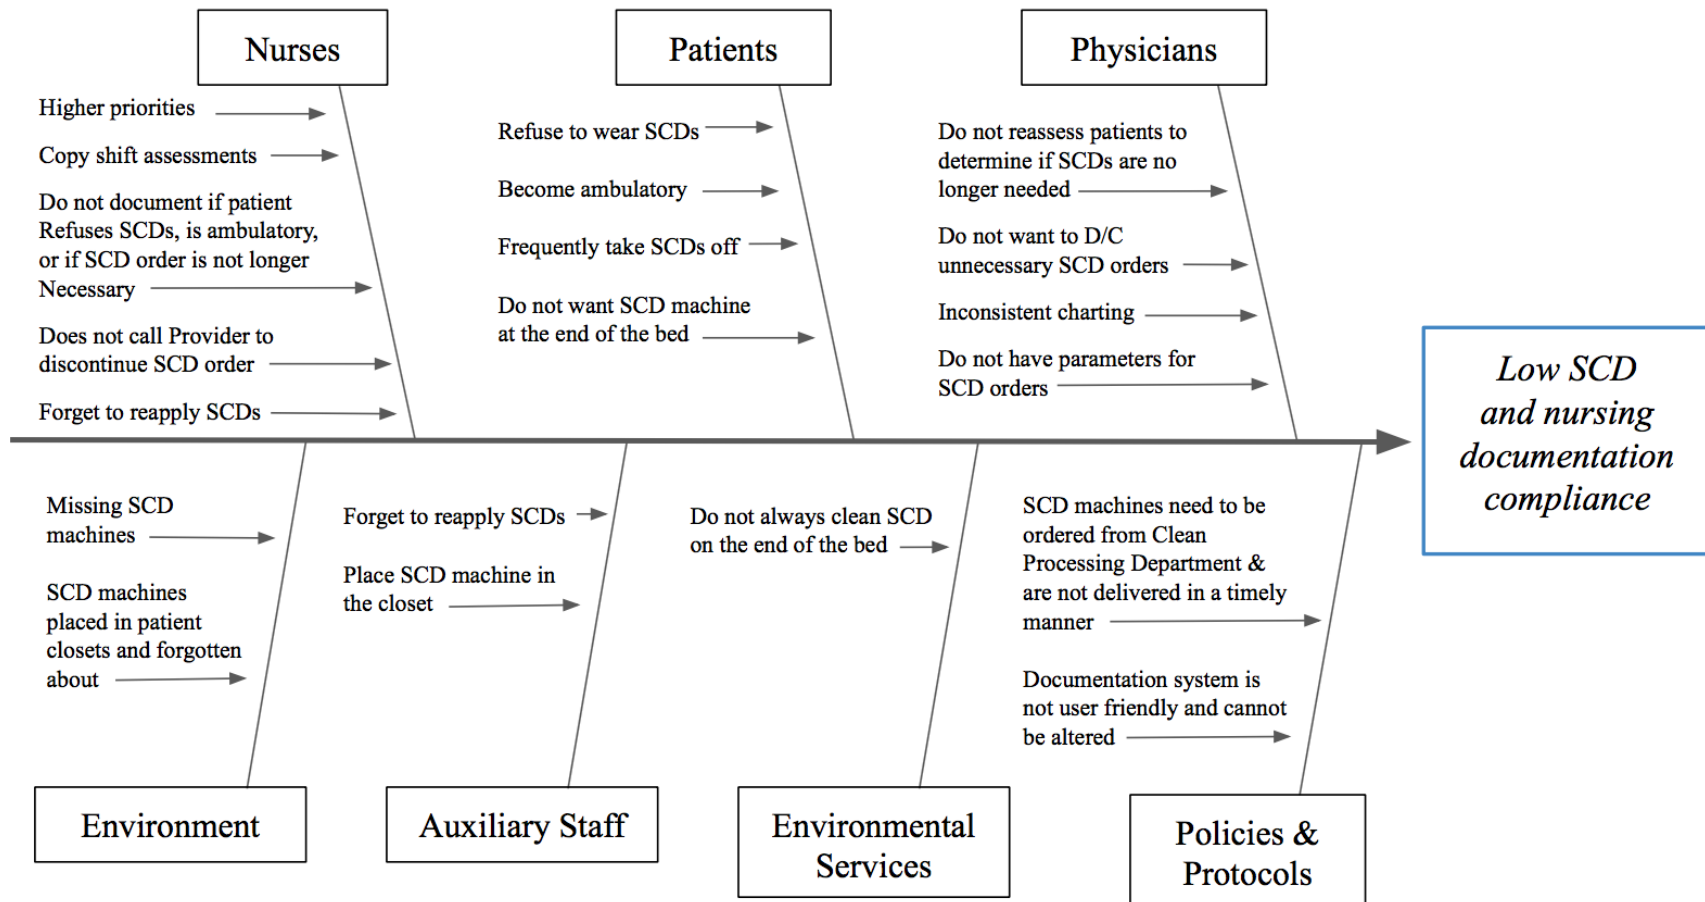 Nurses
Higher priorities
Copy shift assessments
Do not document if patient
Refuses SCDs, is ambulatory,
or if SCD order is not longer
Necessary
Does not call Provider to
discontinue SCD order
Forget to reapply SCDs
Patients
Refuse to wear SCDs
Become ambulatory
Frequently take SCDs off
Do not want SCD machine
at the end of the bed
Physicians
Do not reassess patients to
determine if SCDs are no
longer needed
Do not want to D/C
unnecessary SCD orders
Inconsistent charting
Do not have parameters for
SCD orders
Low SCD
and nursing
documentation
compliance
Missing SCD
machines
SCD machines
placed in patient
closets and forgotten
about
Environment
Forget to reapply SCDs
Place SCD machine in
the closet
Auxiliary Staff
Do not always clean SCD
on the end of the bed
Environmental
Services
SCD machines need to be
ordered from Clean
Processing Department &
are not delivered in a timely
manner
Documentation system is
not user friendly and cannot
be altered
Policies &
Protocols